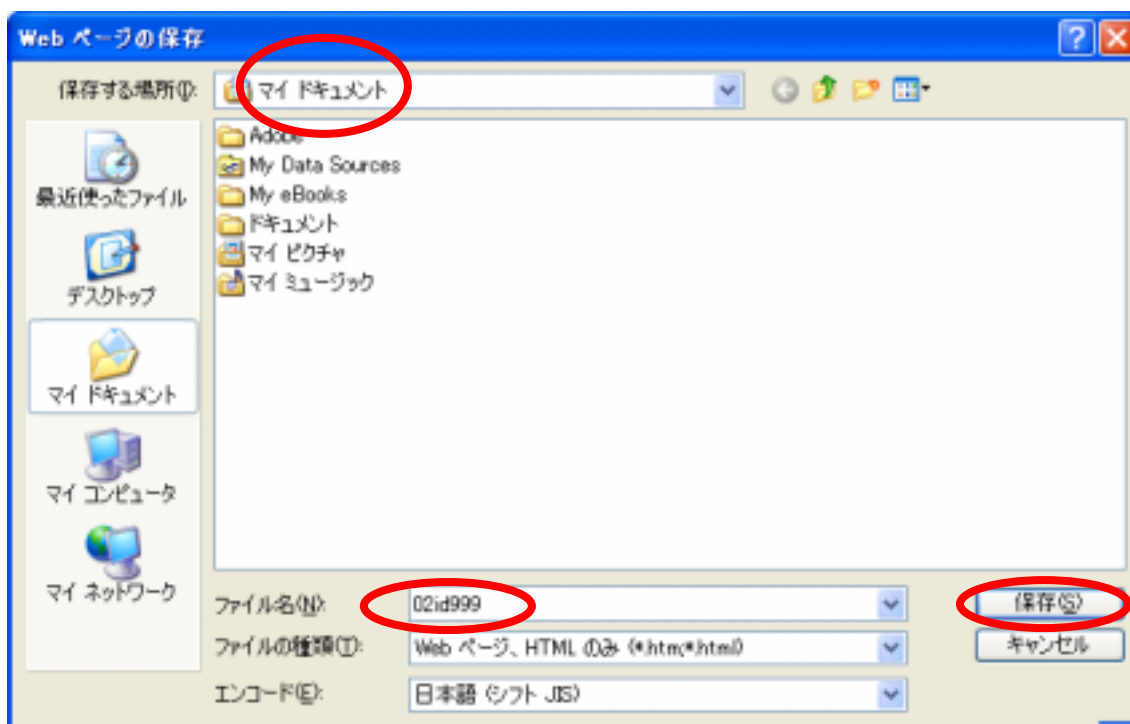 Web ページの保存
保存する場所(I):
マイ ドキュメント
Adobe
My Data Sources
My eBooks
ドキュメント
マイ ピクチャ
マイ ミュージック
最近使ったファイル
デスクトップ
マイ ドキュメント
マイ コンピュータ
マイ ネットワーク
ファイル名(N):
02id999
保存(S)
ファイルの種類(T):
Web ページ、HTML のみ (*.htm;*.html)
キャンセル
エンコード(E):
日本語 (シフト JIS)